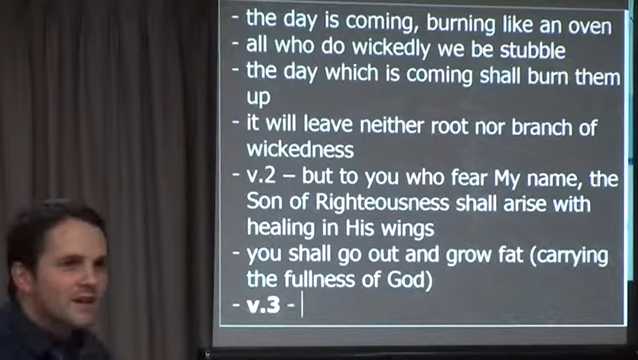 - the day is coming, burning like an oven
- all who do wickedly we be stubble
- the day which is coming shall burn them
up
- it will leave neither root nor branch of
wickedness
- v.2 – but to you who fear My name, the
Son of Righteousness shall arise with
healing in His wings
- you shall go out and grow fat (carrying
the fullness of God)
- v.3 -